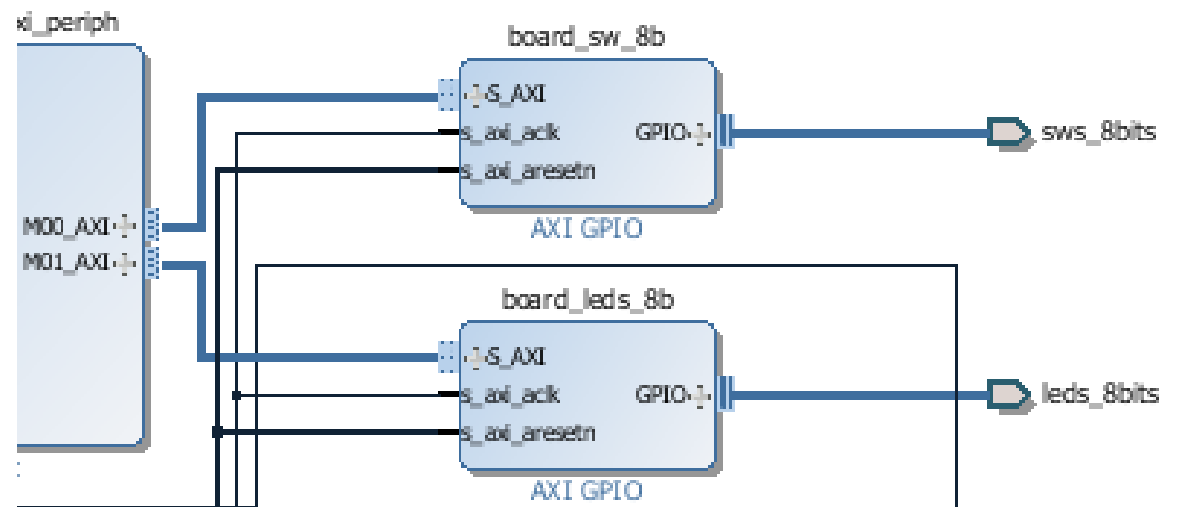 xi_periph
M00_AXI
M01_AXI
board_sw_8b
S_AXI
s_axi_aclk
GPIO
s_axi_aresetn
AXI GPIO
sws_8bits
board_leds_8b
S_AXI
s_axi_aclk
GPIO
s_axi_aresetn
AXI GPIO
leds_8bits